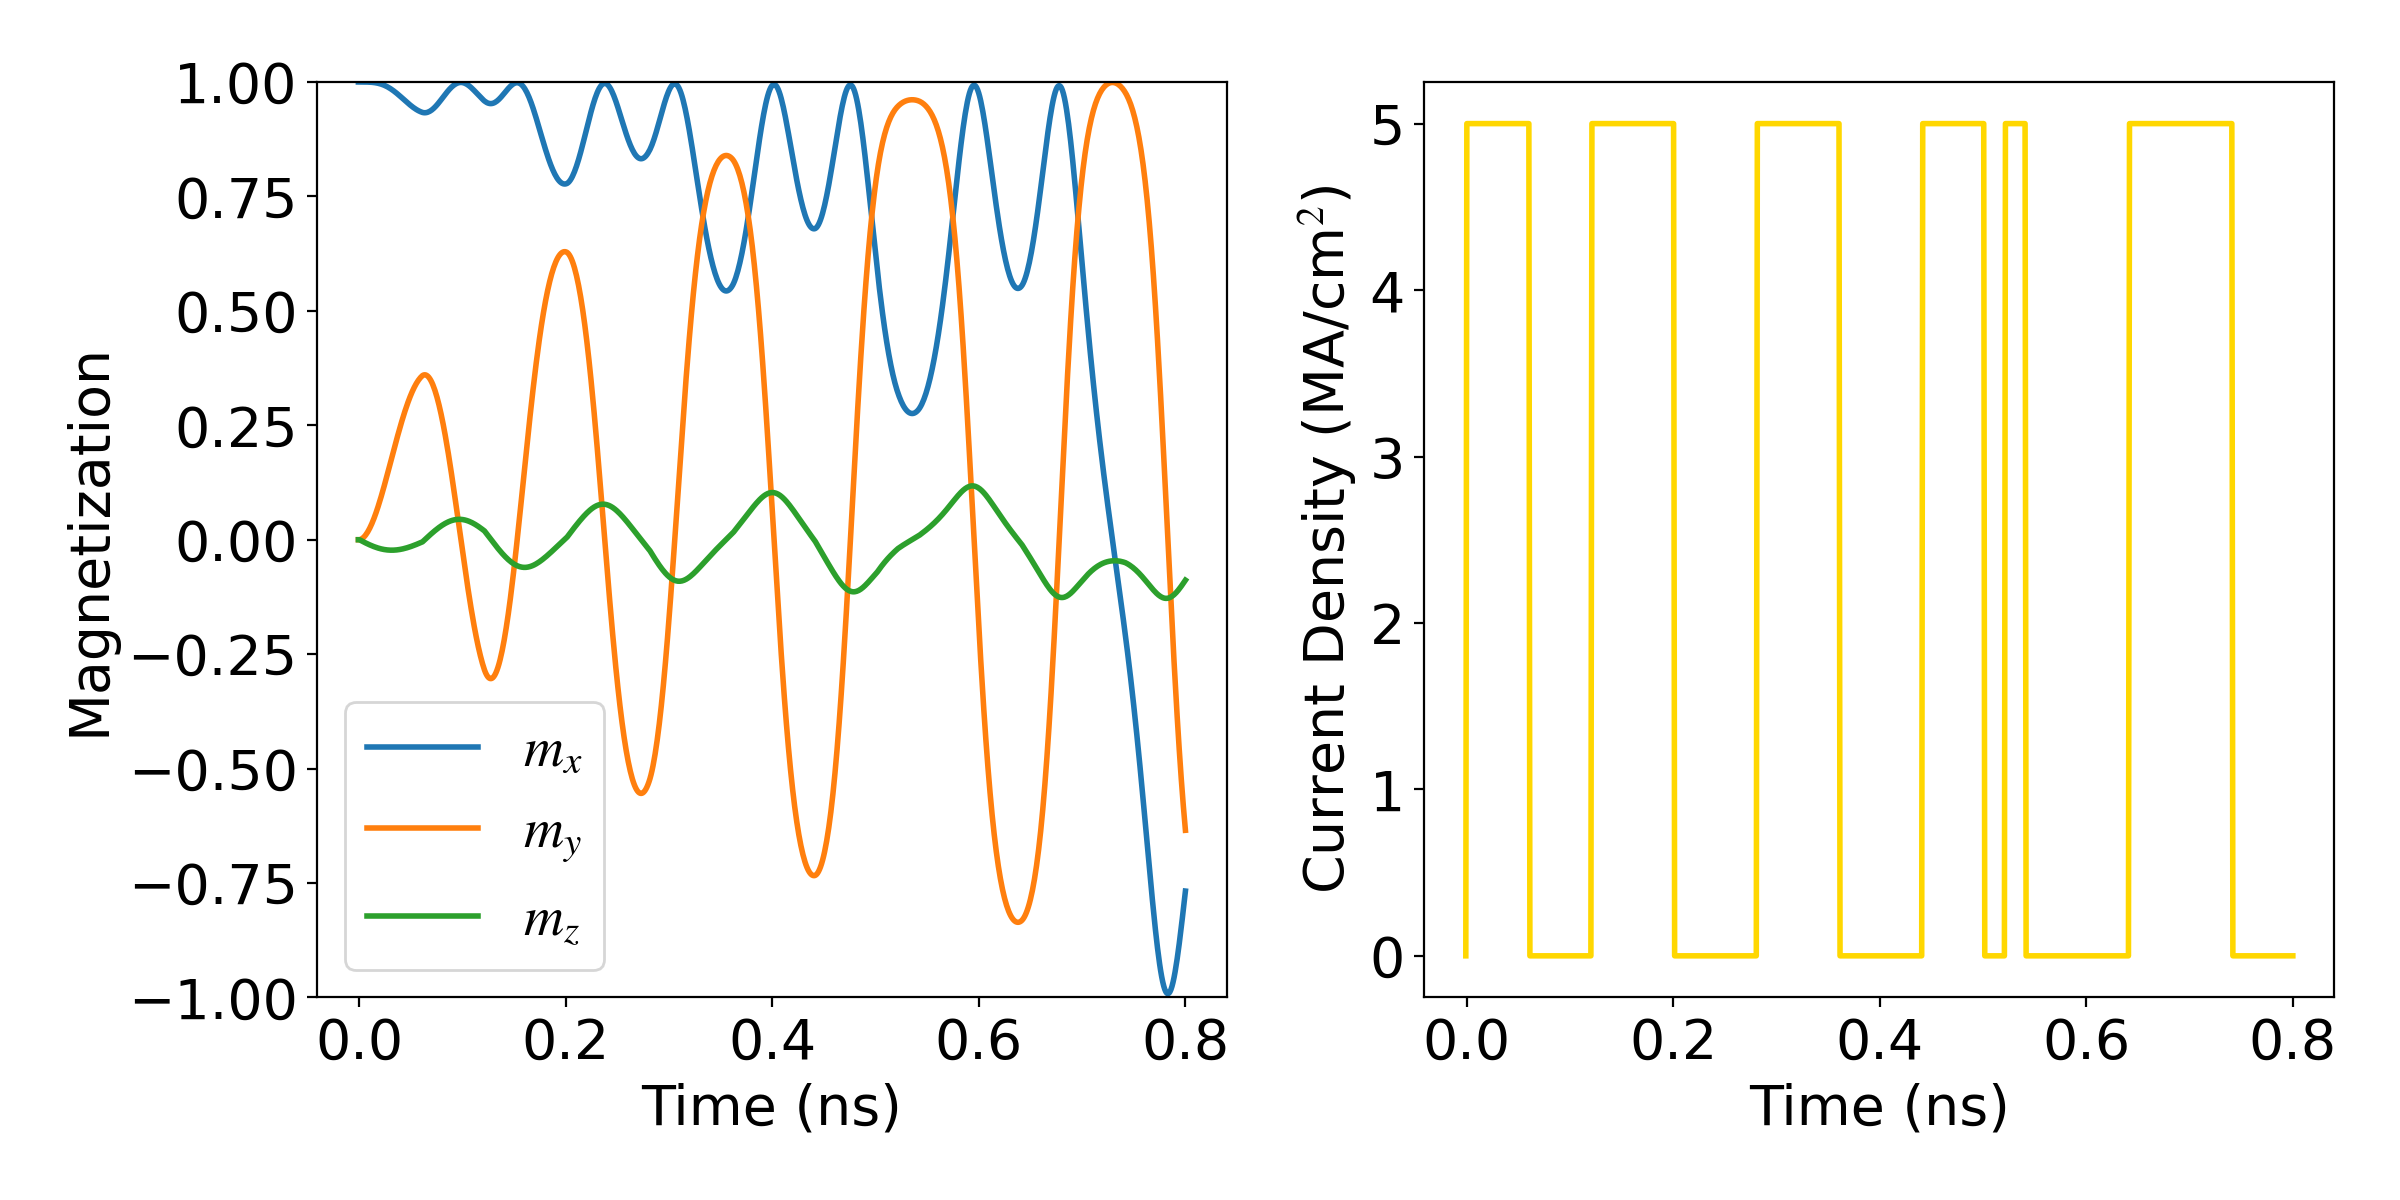 Magnetization
1.00
0.75
0.50
0.25
0.00
−0.25
−0.50
−0.75
−1.00
m_x
m_y
m_z
0.0 0.2 0.4 0.6 0.8
Time (ns)
Current Density (MA/cm²)
5
4
3
2
1
0
0.0 0.2 0.4 0.6 0.8
Time (ns)